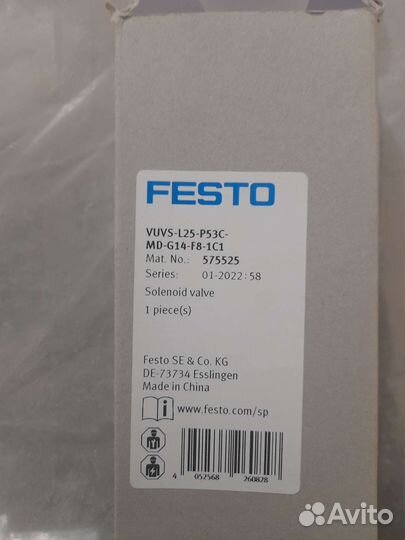 FESTO
VUVS-L25-P53C-
MD-G14-F8-1C1
Mat. No.: 575525
Series: 01-2022:58
Solenoid valve
1 piece(s)
Festo SE & Co. KG
DE-73734 Esslingen
Made in China
www.festo.com/sp
4 052568 260828
Avito